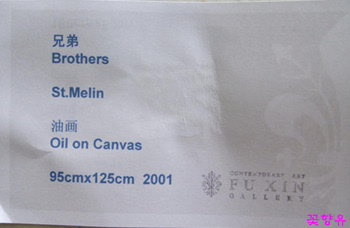 兄弟
Brothers
St.Melin
油画
Oil on Canvas
95cmx125cm 2001
CONTEMPORARY ART
FU XIN
GALLERY
꽃향유